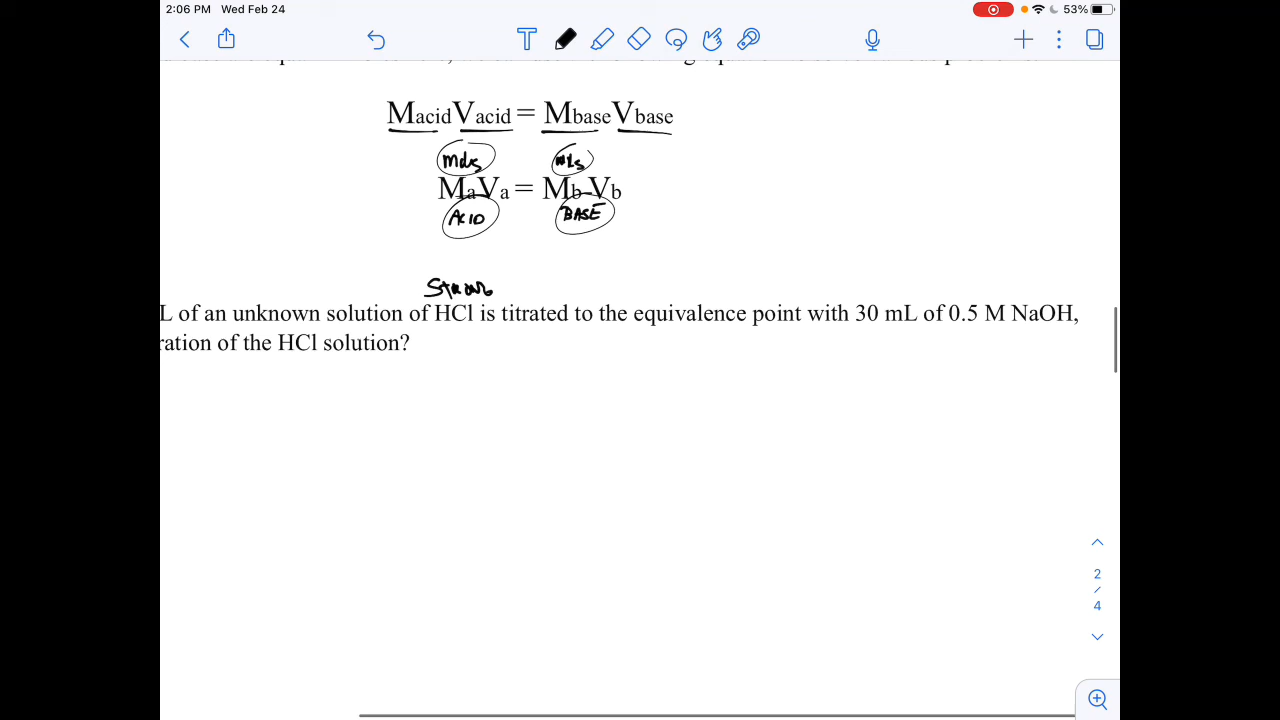 2:06 PM Wed Feb 24
53%
MacidVacid = MbaseVbase
mols
MaVa = MbVb
ACID BASE
Strong
L of an unknown solution of HCl is titrated to the equivalence point with 30 mL of 0.5 M NaOH,
ration of the HCl solution?
2
/
4